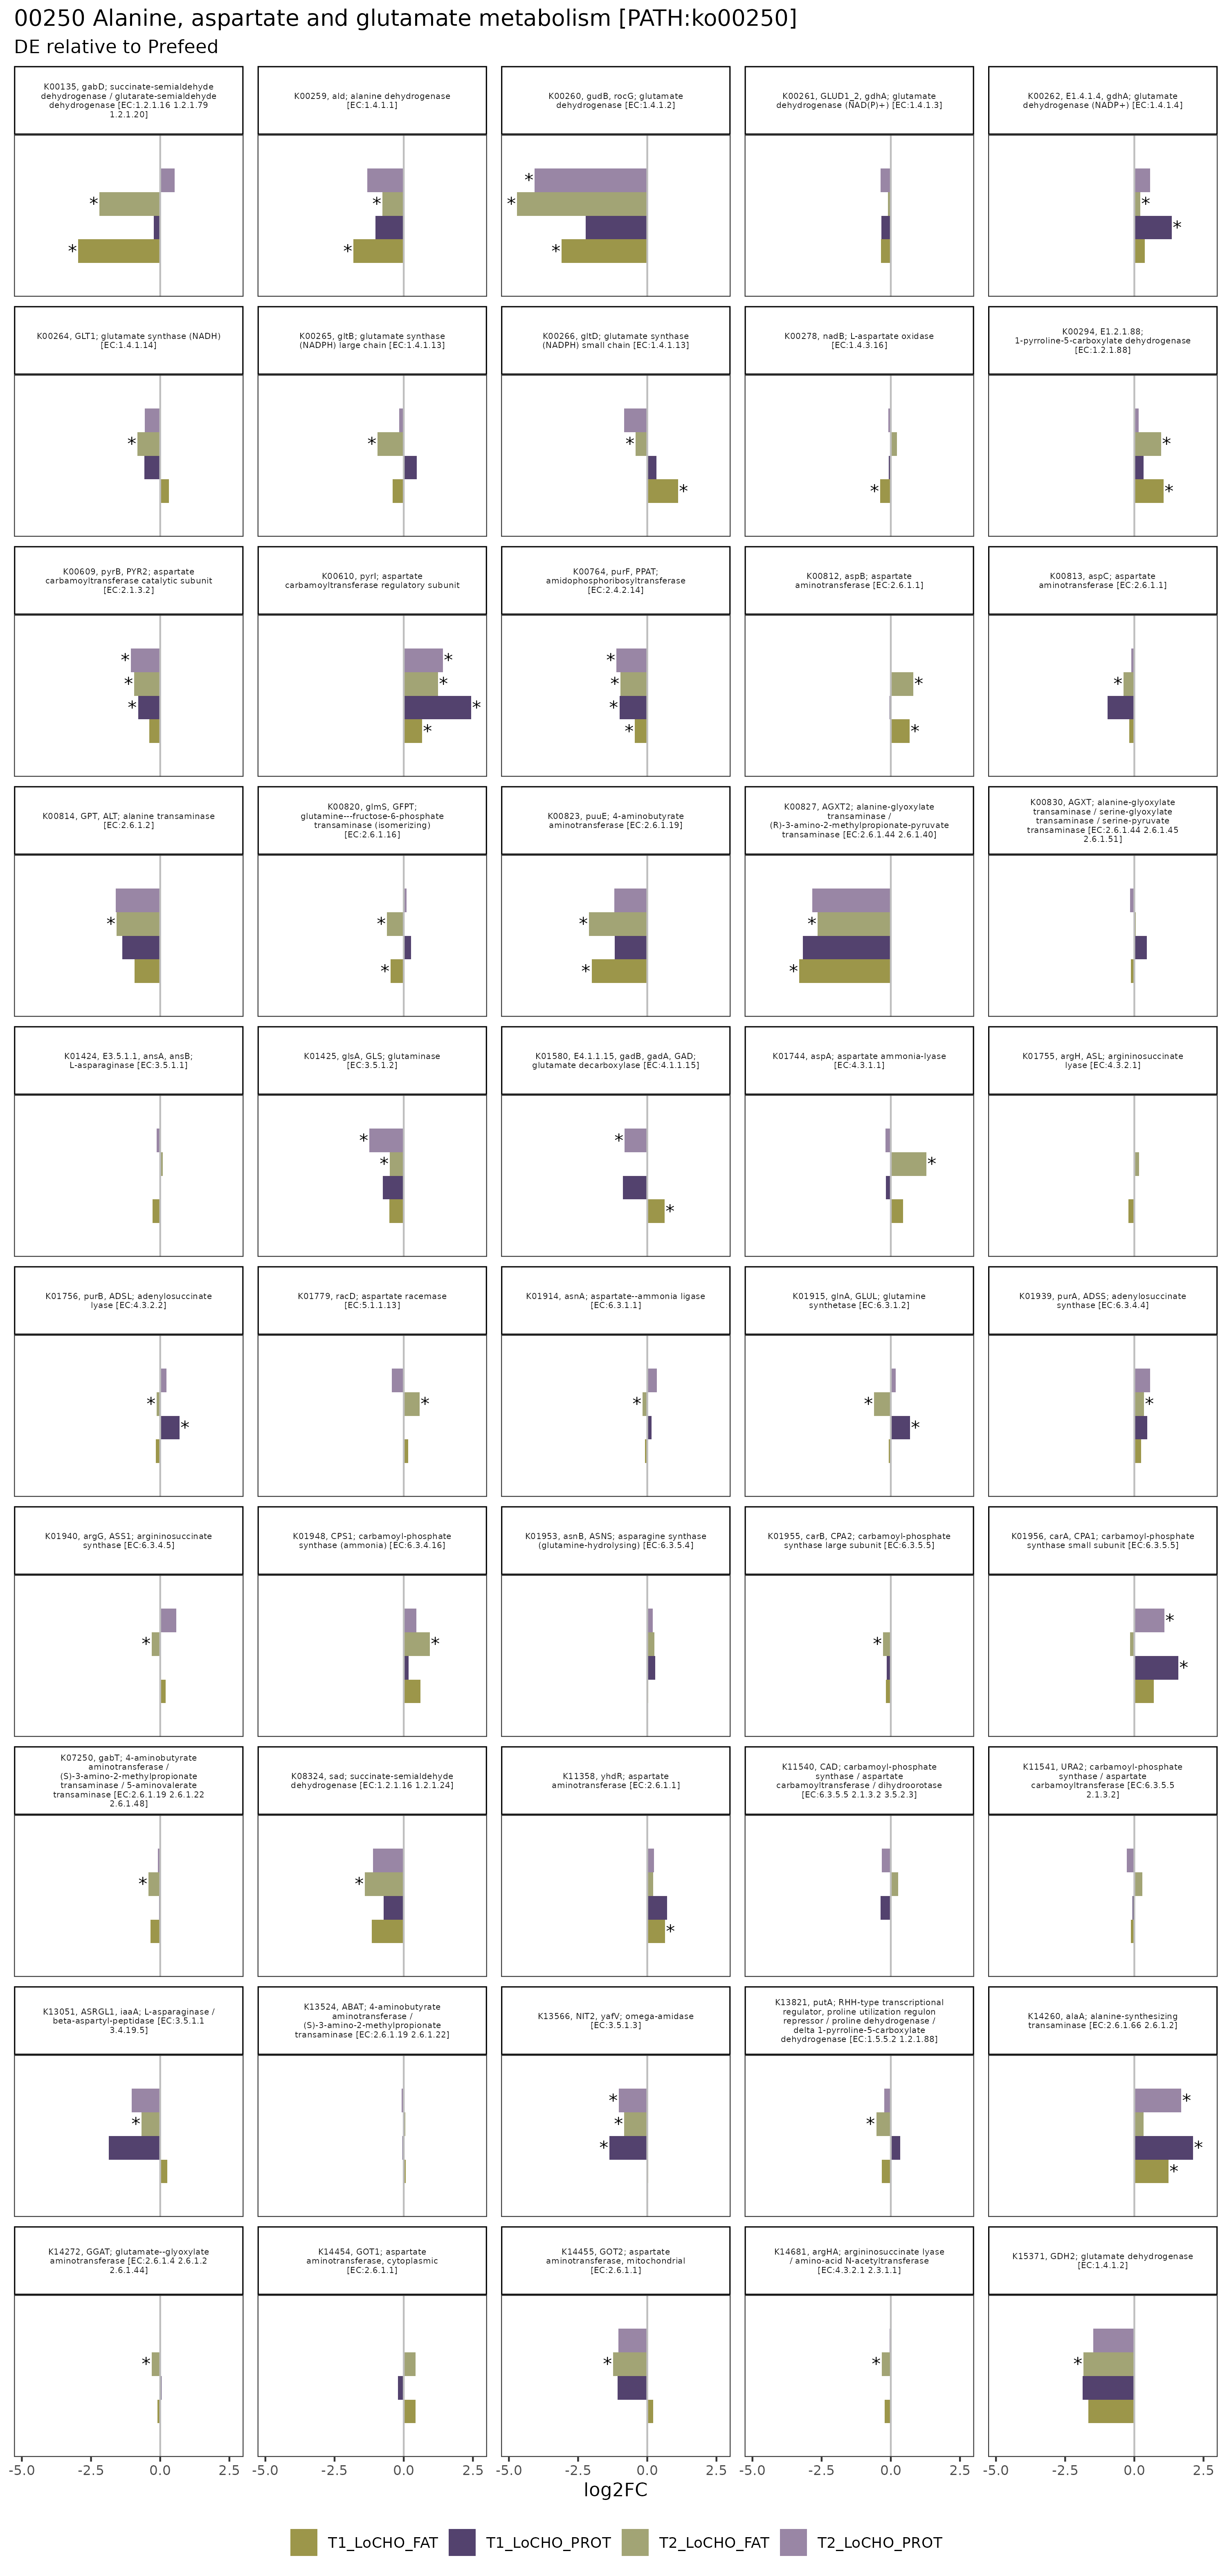 00250 Alanine, aspartate and glutamate metabolism [PATH:ko00250]
DE relative to Prefeed
K00135, gabD; succinate-semialdehyde
dehydrogenase / glutarate-semialdehyde
dehydrogenase [EC:1.2.1.16 1.2.1.79
1.2.1.20]
K00259, ald; alanine dehydrogenase
[EC:1.4.1.1]
K00260, gudB, rocG; glutamate
dehydrogenase [EC:1.4.1.2]
K00261, GLUD1_2, gdhA; glutamate
dehydrogenase (NAD(P)+) [EC:1.4.1.3]
K00262, E1.4.1.4, gdhA; glutamate
dehydrogenase (NADP+) [EC:1.4.1.4]
* * * * * * * * *
K00264, GLT1; glutamate synthase (NADH)
[EC:1.4.1.14]
K00265, gltB; glutamate synthase
(NADPH) large chain [EC:1.4.1.13]
K00266, gltD; glutamate synthase
(NADPH) small chain [EC:1.4.1.13]
K00278, nadB; L-aspartate oxidase
[EC:1.4.3.16]
K00294, E1.2.1.88;
1-pyrroline-5-carboxylate dehydrogenase
[EC:1.2.1.88]
* * * * * * *
K00609, pyrB, PYR2; aspartate
carbamoyltransferase catalytic subunit
[EC:2.1.3.2]
K00610, pyrI; aspartate
carbamoyltransferase regulatory subunit
K00764, purF, PPAT;
amidophosphoribosyltransferase
[EC:2.4.2.14]
K00812, aspB; aspartate
aminotransferase [EC:2.6.1.1]
K00813, aspC; aspartate
aminotransferase [EC:2.6.1.1]
* * * * * * * * * * * * * *
K00814, GPT, ALT; alanine transaminase
[EC:2.6.1.2]
K00820, glmS, GFPT;
glutamine---fructose-6-phosphate
transaminase (isomerizing)
[EC:2.6.1.16]
K00823, puuE; 4-aminobutyrate
aminotransferase [EC:2.6.1.19]
K00827, AGXT2; alanine-glyoxylate
transaminase /
(R)-3-amino-2-methylpropionate-pyruvate
transaminase [EC:2.6.1.44 2.6.1.40]
K00830, AGXT; alanine-glyoxylate
transaminase / serine-glyoxylate
transaminase / serine-pyruvate
transaminase [EC:2.6.1.44 2.6.1.45
2.6.1.51]
* * * * * * *
K01424, E3.5.1.1, ansA, ansB;
L-asparaginase [EC:3.5.1.1]
K01425, glsA, GLS; glutaminase
[EC:3.5.1.2]
K01580, E4.1.1.15, gadB, gadA, GAD;
glutamate decarboxylase [EC:4.1.1.15]
K01744, aspA; aspartate ammonia-lyase
[EC:4.3.1.1]
K01755, argH, ASL; argininosuccinate
lyase [EC:4.3.2.1]
* * * * *
K01756, purB, ADSL; adenylosuccinate
lyase [EC:4.3.2.2]
K01779, racD; aspartate racemase
[EC:5.1.1.13]
K01914, asnA; aspartate--ammonia ligase
[EC:6.3.1.1]
K01915, glnA, GLUL; glutamine
synthetase [EC:6.3.1.2]
K01939, purA, ADSS; adenylosuccinate
synthase [EC:6.3.4.4]
* * * * * * *
K01940, argG, ASS1; argininosuccinate
synthase [EC:6.3.4.5]
K01948, CPS1; carbamoyl-phosphate
synthase (ammonia) [EC:6.3.4.16]
K01953, asnB, ASNS; asparagine synthase
(glutamine-hydrolysing) [EC:6.3.5.4]
K01955, carB, CPA2; carbamoyl-phosphate
synthase large subunit [EC:6.3.5.5]
K01956, carA, CPA1; carbamoyl-phosphate
synthase small subunit [EC:6.3.5.5]
* * * * *
K07250, gabT; 4-aminobutyrate
aminotransferase /
(S)-3-amino-2-methylpropionate
transaminase / 5-aminovalerate
transaminase [EC:2.6.1.19 2.6.1.22
2.6.1.48]
K08324, sad; succinate-semialdehyde
dehydrogenase [EC:1.2.1.16 1.2.1.24]
K11358, yhdR; aspartate
aminotransferase [EC:2.6.1.1]
K11540, CAD; carbamoyl-phosphate
synthase / aspartate
carbamoyltransferase / dihydroorotase
[EC:6.3.5.5 2.1.3.2 3.5.2.3]
K11541, URA2; carbamoyl-phosphate
synthase / aspartate
carbamoyltransferase [EC:6.3.5.5
2.1.3.2]
* * *
K13051, ASRGL1, iaaA; L-asparaginase /
beta-aspartyl-peptidase [EC:3.5.1.1
3.4.19.5]
K13524, ABAT; 4-aminobutyrate
aminotransferase /
(S)-3-amino-2-methylpropionate
transaminase [EC:2.6.1.19 2.6.1.22]
K13566, NIT2, yafV; omega-amidase
[EC:3.5.1.3]
K13821, putA; RHH-type transcriptional
regulator, proline utilization regulon
repressor / proline dehydrogenase /
delta 1-pyrroline-5-carboxylate
dehydrogenase [EC:1.5.5.2 1.2.1.88]
K14260, alaA; alanine-synthesizing
transaminase [EC:2.6.1.66 2.6.1.2]
* * * * * * * *
K14272, GGAT; glutamate--glyoxylate
aminotransferase [EC:2.6.1.4 2.6.1.2
2.6.1.44]
K14454, GOT1; aspartate
aminotransferase, cytoplasmic
[EC:2.6.1.1]
K14455, GOT2; aspartate
aminotransferase, mitochondrial
[EC:2.6.1.1]
K14681, argHA; argininosuccinate lyase
/ amino-acid N-acetyltransferase
[EC:4.3.2.1 2.3.1.1]
K15371, GDH2; glutamate dehydrogenase
[EC:1.4.1.2]
* * * *
-5.0 -2.5 0.0 2.5 -5.0 -2.5 0.0 2.5 -5.0 -2.5 0.0 2.5 -5.0 -2.5 0.0 2.5 -5.0 -2.5 0.0 2.5
log2FC
T1_LoCHO_FAT T1_LoCHO_PROT T2_LoCHO_FAT T2_LoCHO_PROT